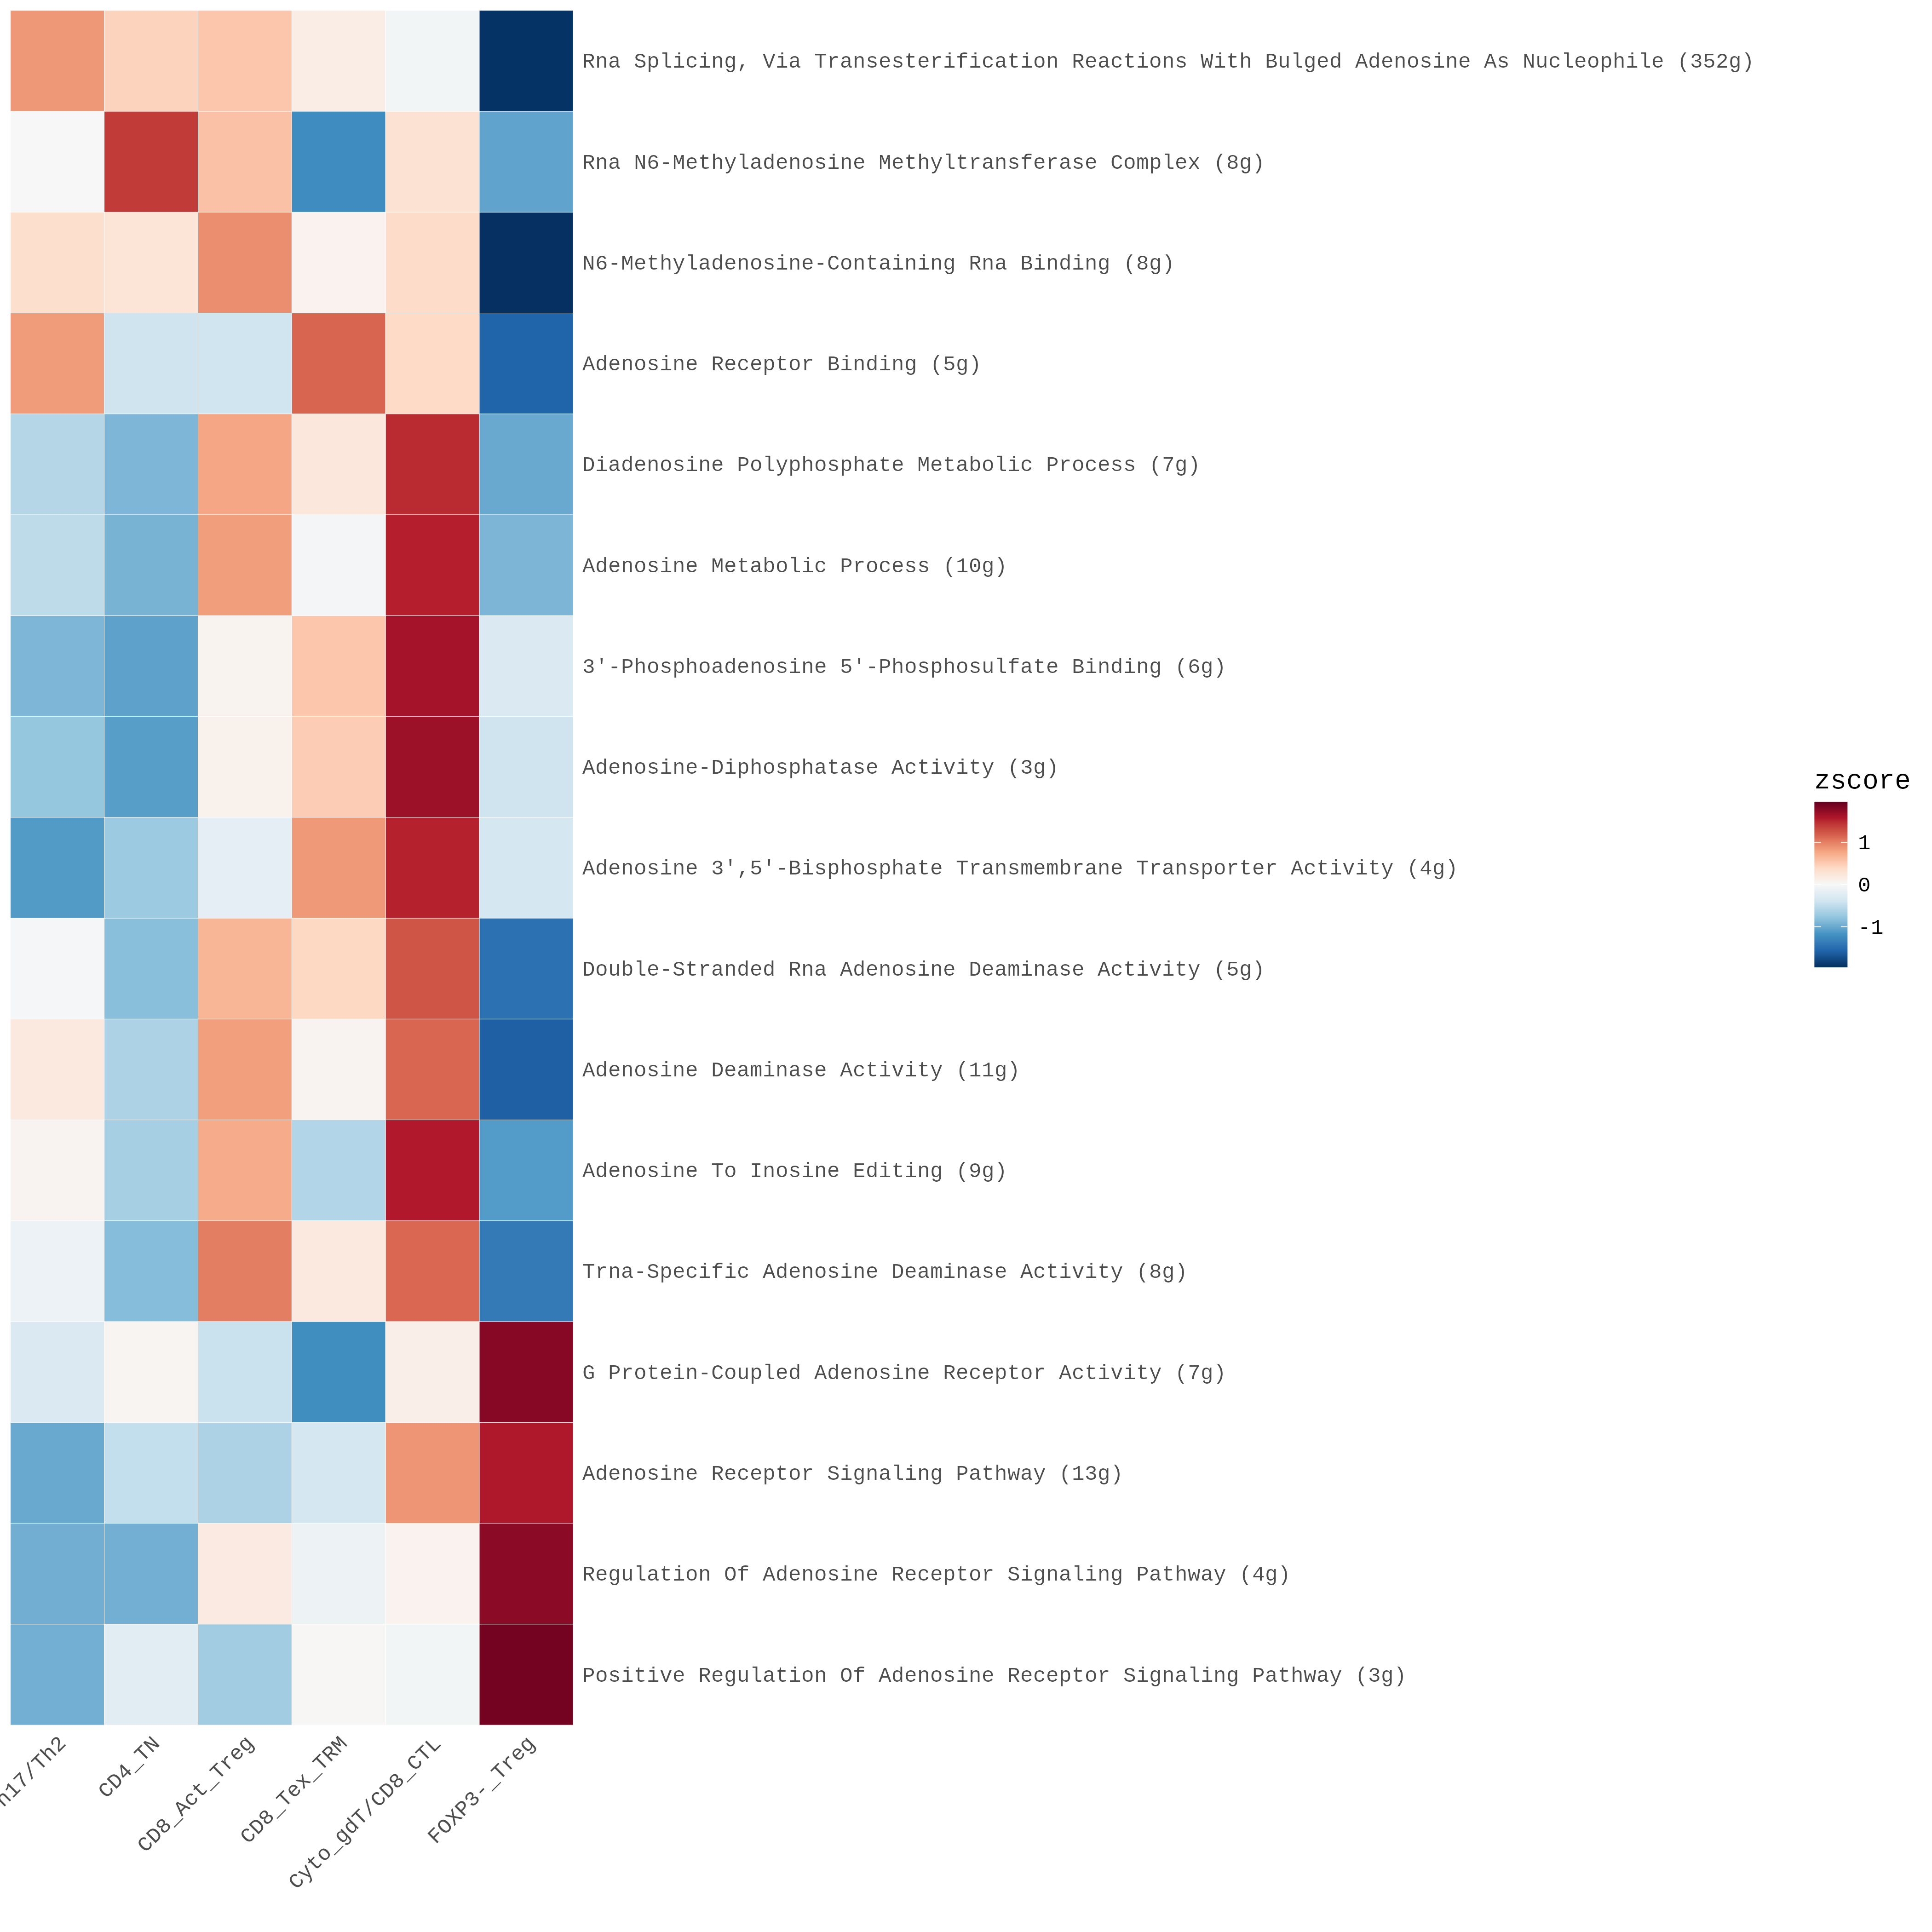 Rna Splicing, Via Transesterification Reactions With Bulged Adenosine As Nucleophile (352g)
Rna N6-Methyladenosine Methyltransferase Complex (8g)
N6-Methyladenosine-Containing Rna Binding (8g)
Adenosine Receptor Binding (5g)
Diadenosine Polyphosphate Metabolic Process (7g)
Adenosine Metabolic Process (10g)
3'-Phosphoadenosine 5'-Phosphosulfate Binding (6g)
Adenosine-Diphosphatase Activity (3g)
Adenosine 3',5'-Bisphosphate Transmembrane Transporter Activity (4g)
Double-Stranded Rna Adenosine Deaminase Activity (5g)
Adenosine Deaminase Activity (11g)
Adenosine To Inosine Editing (9g)
Trna-Specific Adenosine Deaminase Activity (8g)
G Protein-Coupled Adenosine Receptor Activity (7g)
Adenosine Receptor Signaling Pathway (13g)
Regulation Of Adenosine Receptor Signaling Pathway (4g)
Positive Regulation Of Adenosine Receptor Signaling Pathway (3g)
zscore
1
0
-1
h17/Th2
CD4_TN
CD8_Act_Treg
CD8_Tex_TRM
Cyto_gdT/CD8_CTL
FOXP3-_Treg